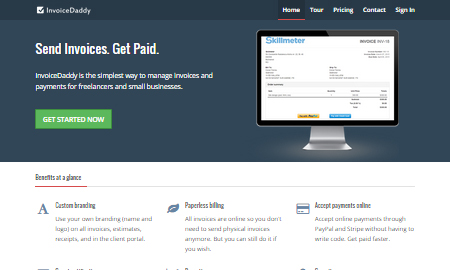 InvoiceDaddy
Home Tour Pricing Contact Sign In
Send Invoices. Get Paid.
InvoiceDaddy is the simplest way to manage invoices and
payments for freelancers and small businesses.
GET STARTED NOW
Skillmeter
INVOICE
Benefits at a glance
Custom branding
Use your own branding (name and
logo) on all invoices, estimates,
receipts, and in the client portal.
Paperless billing
All invoices are online so you don't
need to send physical invoices
anymore. But you can still do it if
you wish.
Accept payments online
Accept online payments through
PayPal and Stripe without having to
write code. Get paid faster.